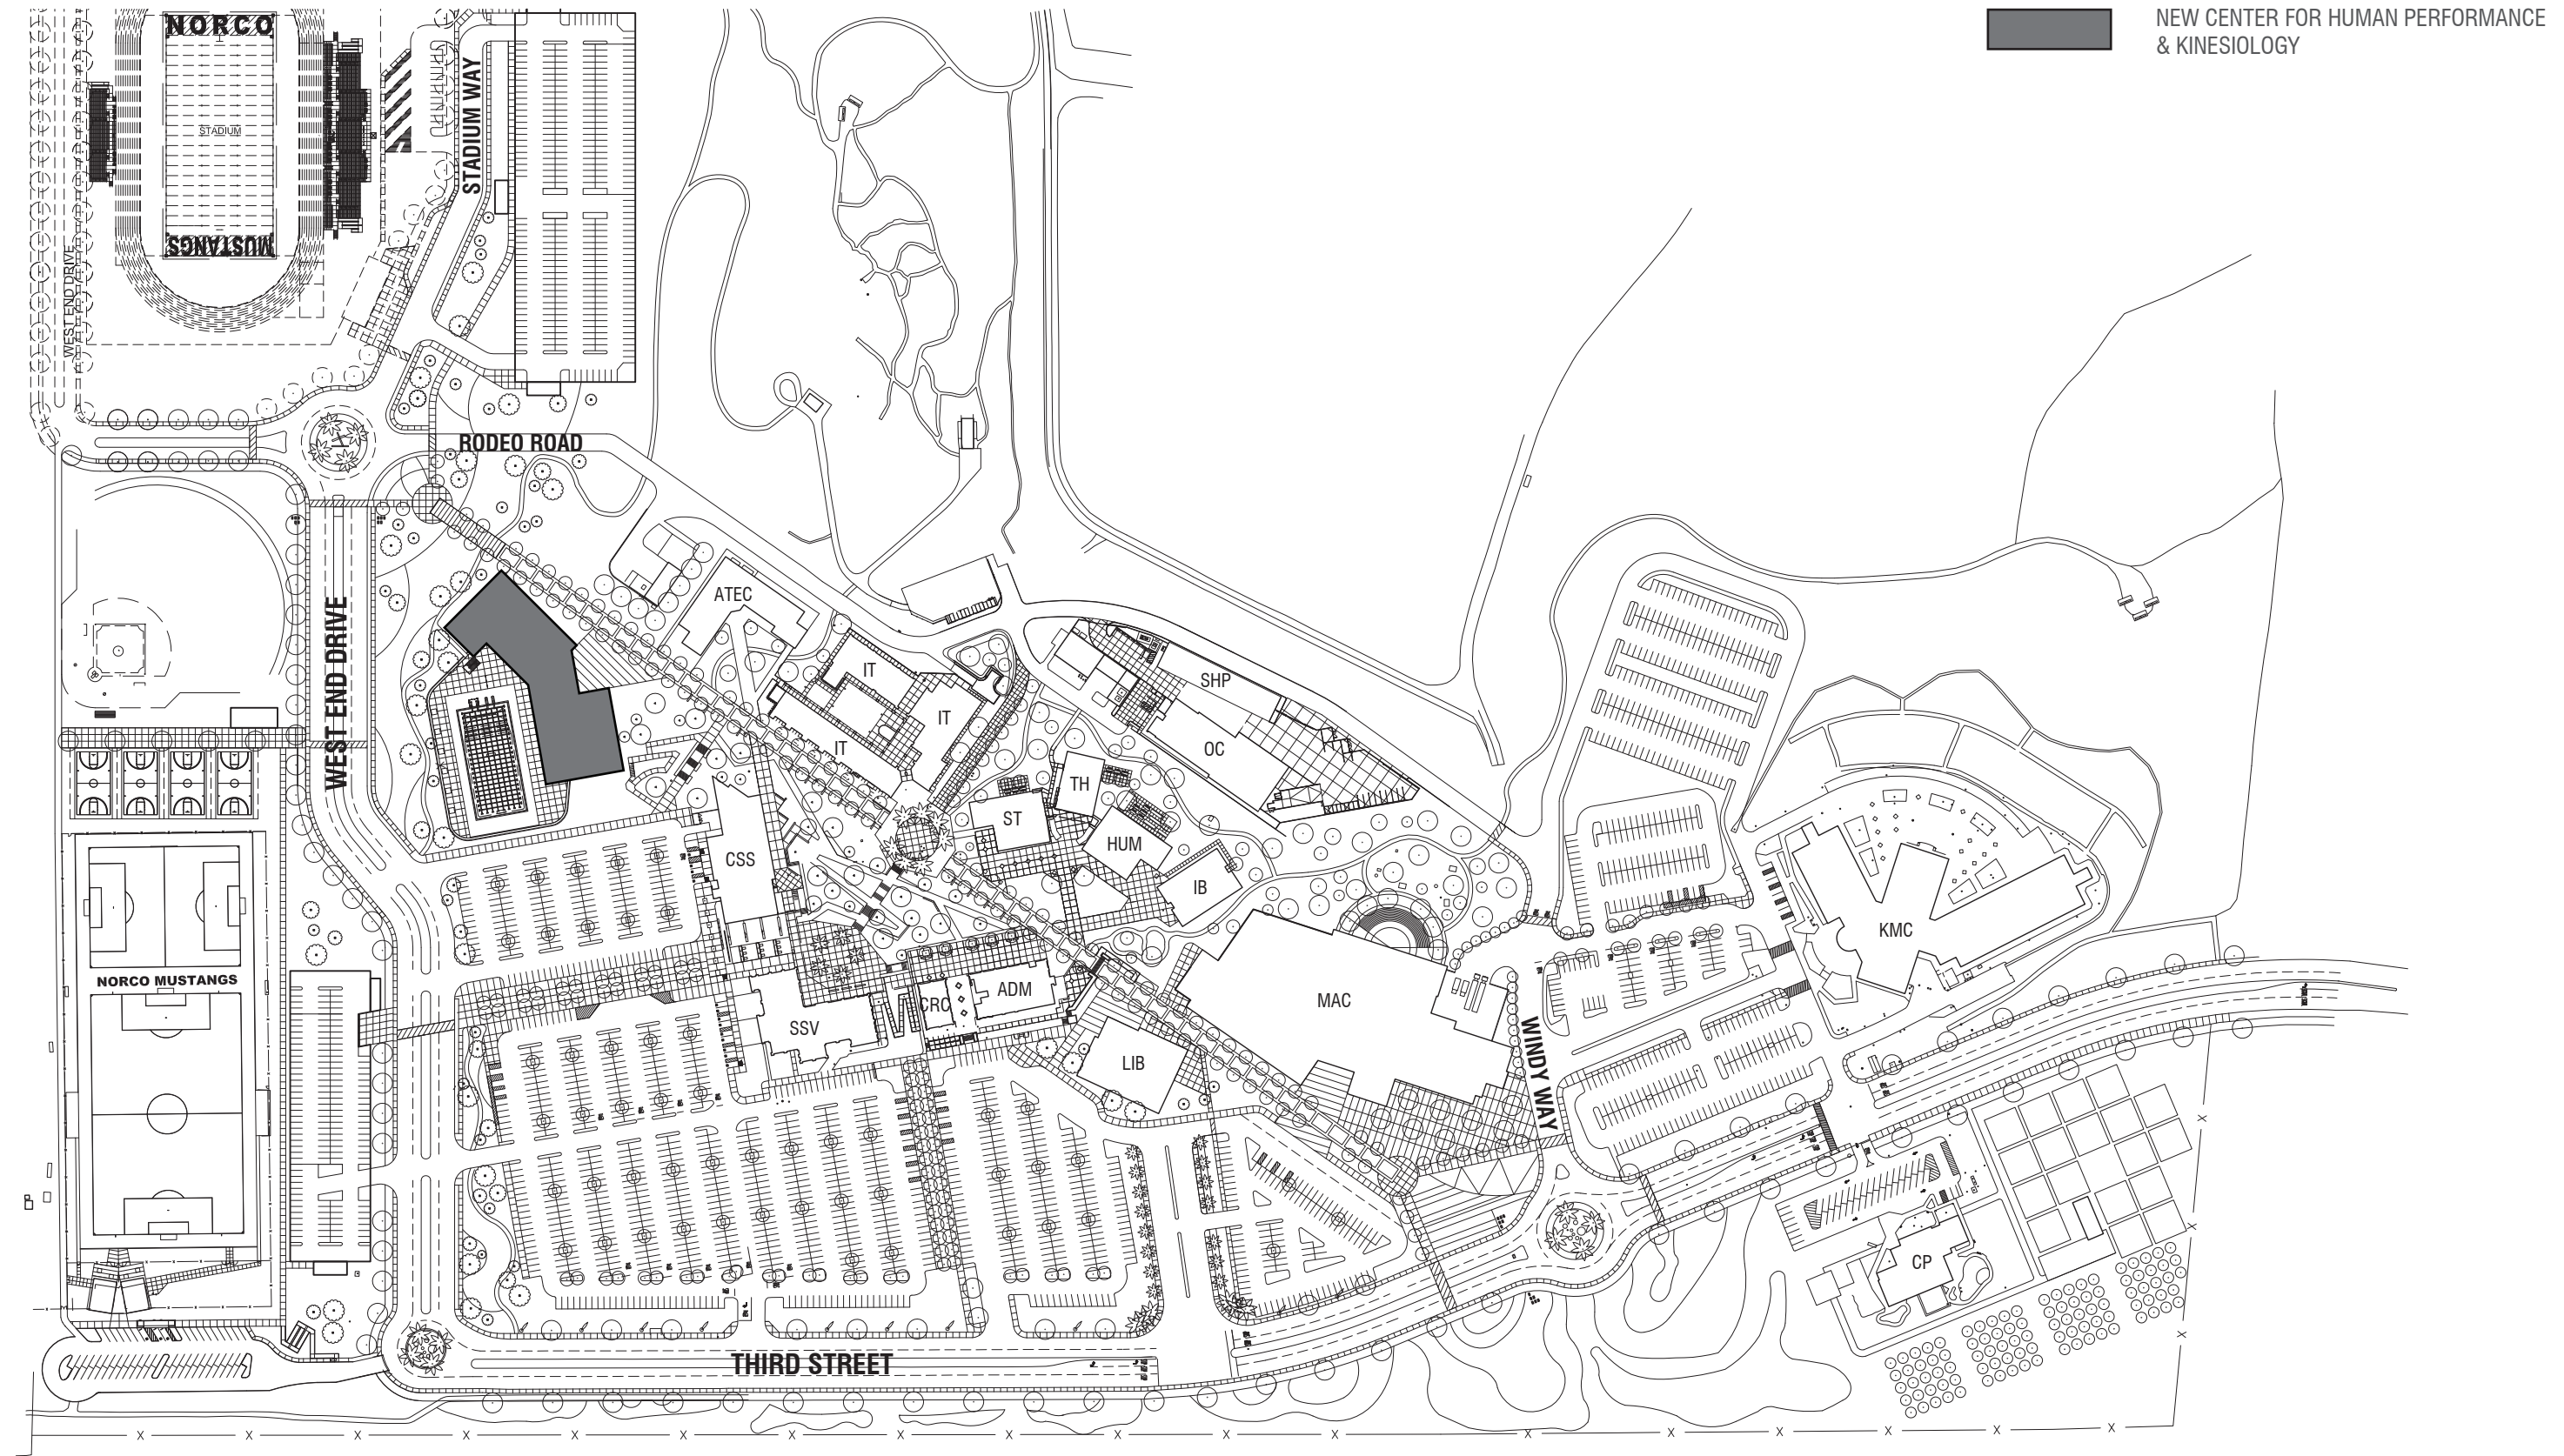 NEW CENTER FOR HUMAN PERFORMANCE
& KINESIOLOGY
NORCO
STADIUM
MUSTANGS
WEST END DRIVE
STADIUM WAY
RODEO ROAD
WEST END DRIVE
ATEC
IT
IT
IT
SHP
OC
TH
ST
HUM
IB
CSS
KMC
NORCO MUSTANGS
ADM
CRC
MAC
SSV
LIB
WINDY WAY
CP
THIRD STREET
X X X X X X X X X X X X X X X X X X
X
X
X